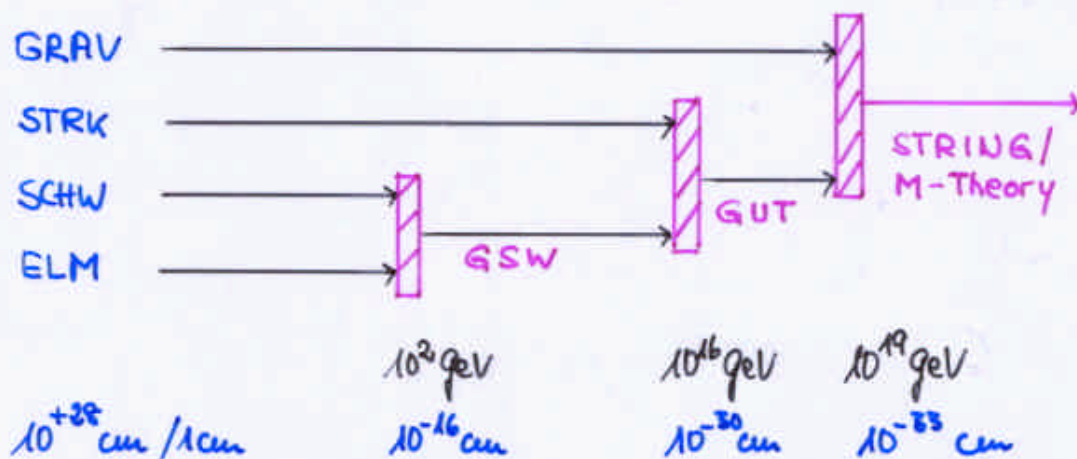 GRAV
STRK
STRING/
M-Theory
SCHW
GUT
GSW
ELM
10²geV 10¹⁶geV 10¹⁹geV
10⁺²⁸cm /1cm 10⁻¹⁶cm 10⁻³⁰cm 10⁻³³cm